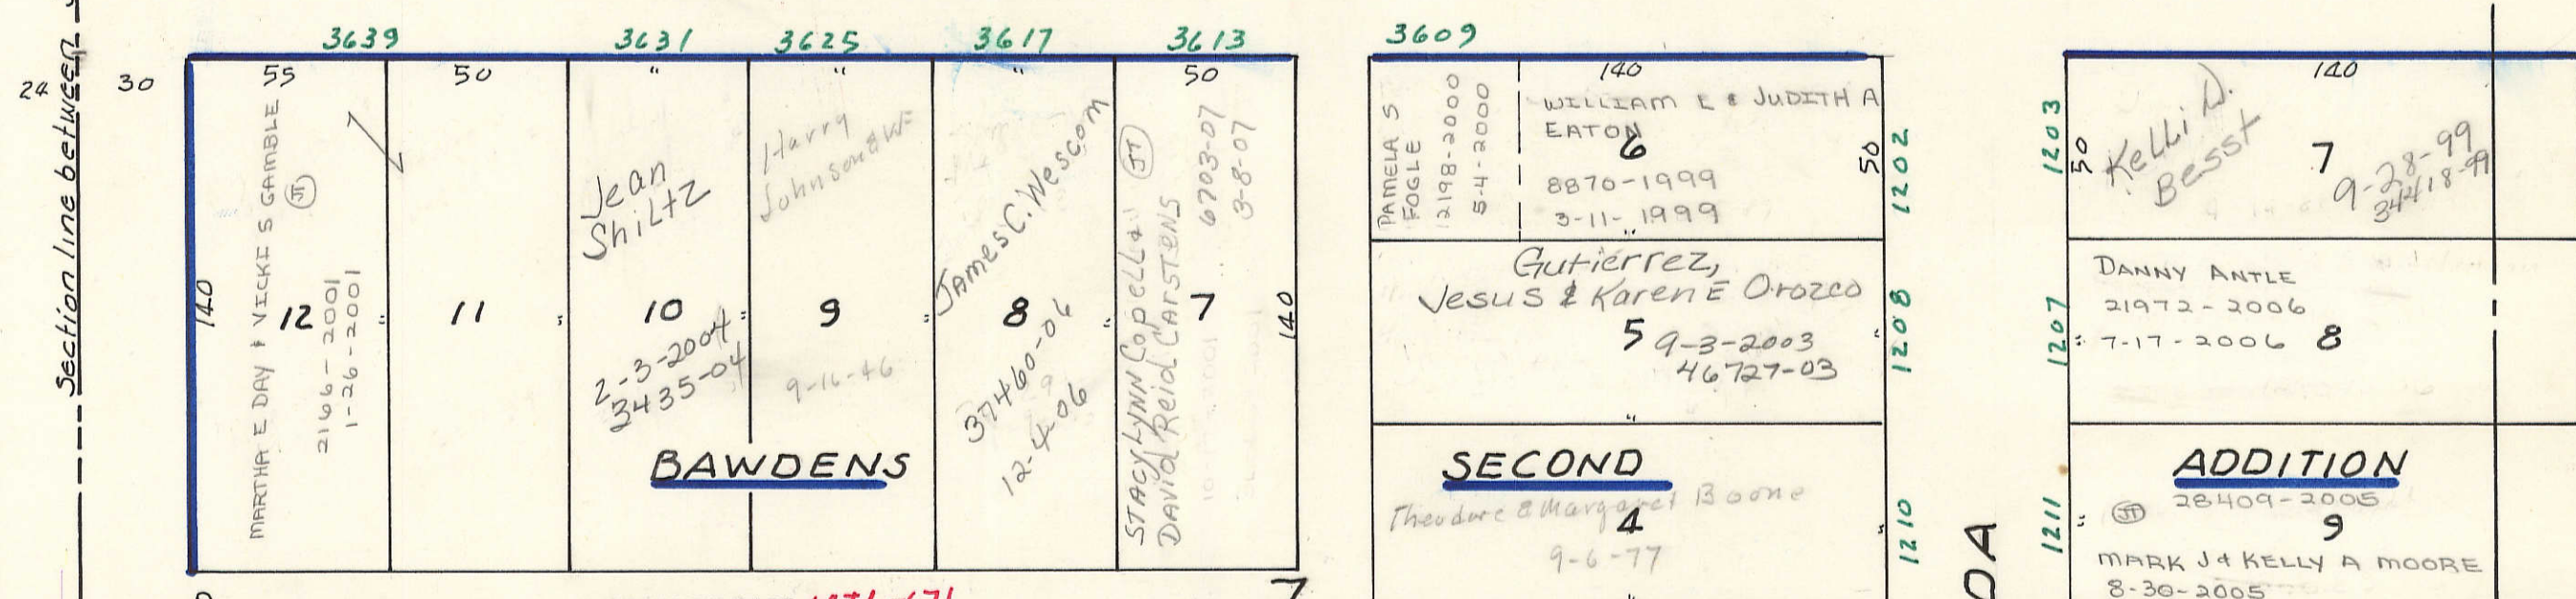 3639
3631
3625
3617
3613
3609
24
30
Section line between
55
50
"
"
"
50
140
MARTHA E DAY & VICKI S GAMBLE
JT
2166-2001
1-26-2001
12
"
11
"
Jean
Shiltz
10
"
2-3-2004
3435-04
Harry
Johnson & Wf
9
"
9-16-46
James C. Wescom
8
"
37460-06
12-4-06
STACY LYNN Copella &
David Reid CARSTENS
JT
6703-07
3-8-07
7
140
BAWDENS
7
PAMELA S
FOGLE
12198-2000
5-4-2000
140
WILLIAM L & JUDITH A
EATON
6
8870-1999
3-11-1999
50
1202
"
Gutierrez,
Jesus & Karen E Orozco
5
9-3-2003
46727-03
"
1208
"
SECOND
Theodore & Margaret Boone
4
9-6-77
"
1210
OA
1203
50
140
Kelli D.
Besst
7
9-28-99
34418-99
1207
DANNY ANTLE
21972-2006
"
7-17-2006
8
ADDITION
1211
"
JT
28409-2005
9
MARK J & KELLY A MOORE
8-30-2005